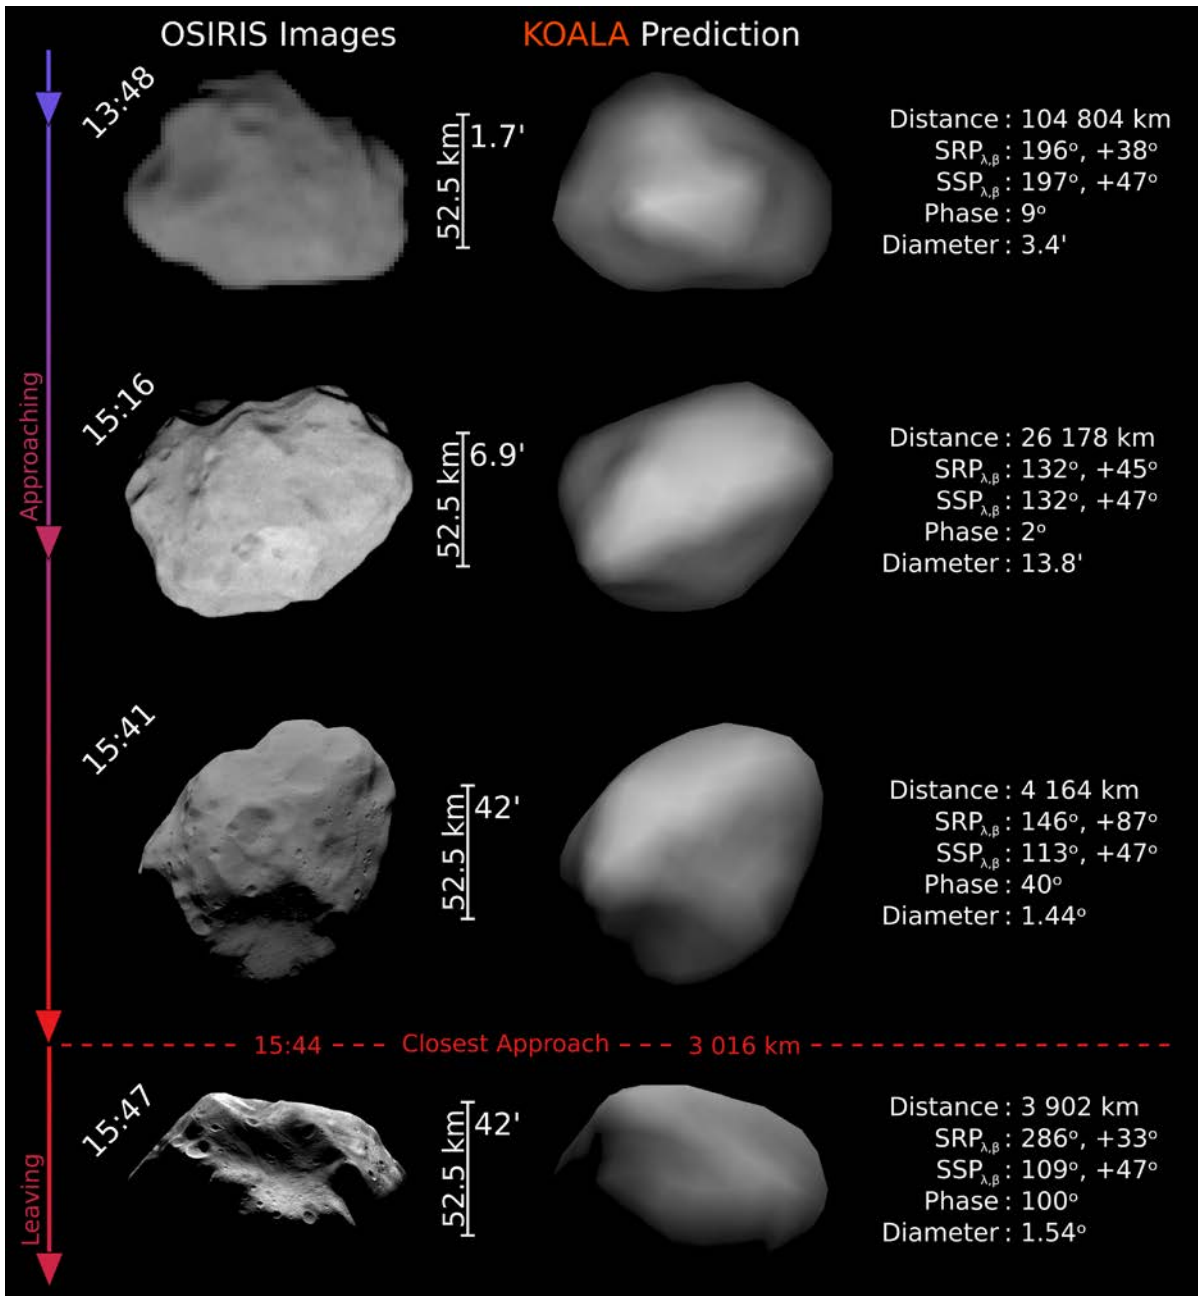 OSIRIS Images
KOALA Prediction
13:48
52.5 km
1.7'
Distance : 104 804 km
SRPλ,β : 196°, +38°
SSPλ,β : 197°, +47°
Phase : 9°
Diameter : 3.4'
Approaching
15:16
52.5 km
6.9'
Distance : 26 178 km
SRPλ,β : 132°, +45°
SSPλ,β : 132°, +47°
Phase : 2°
Diameter : 13.8'
15:41
52.5 km
42'
Distance : 4 164 km
SRPλ,β : 146°, +87°
SSPλ,β : 113°, +47°
Phase : 40°
Diameter : 1.44°
15:44 Closest Approach 3 016 km
Leaving
15:47
52.5 km
42'
Distance : 3 902 km
SRPλ,β : 286°, +33°
SSPλ,β : 109°, +47°
Phase : 100°
Diameter : 1.54°